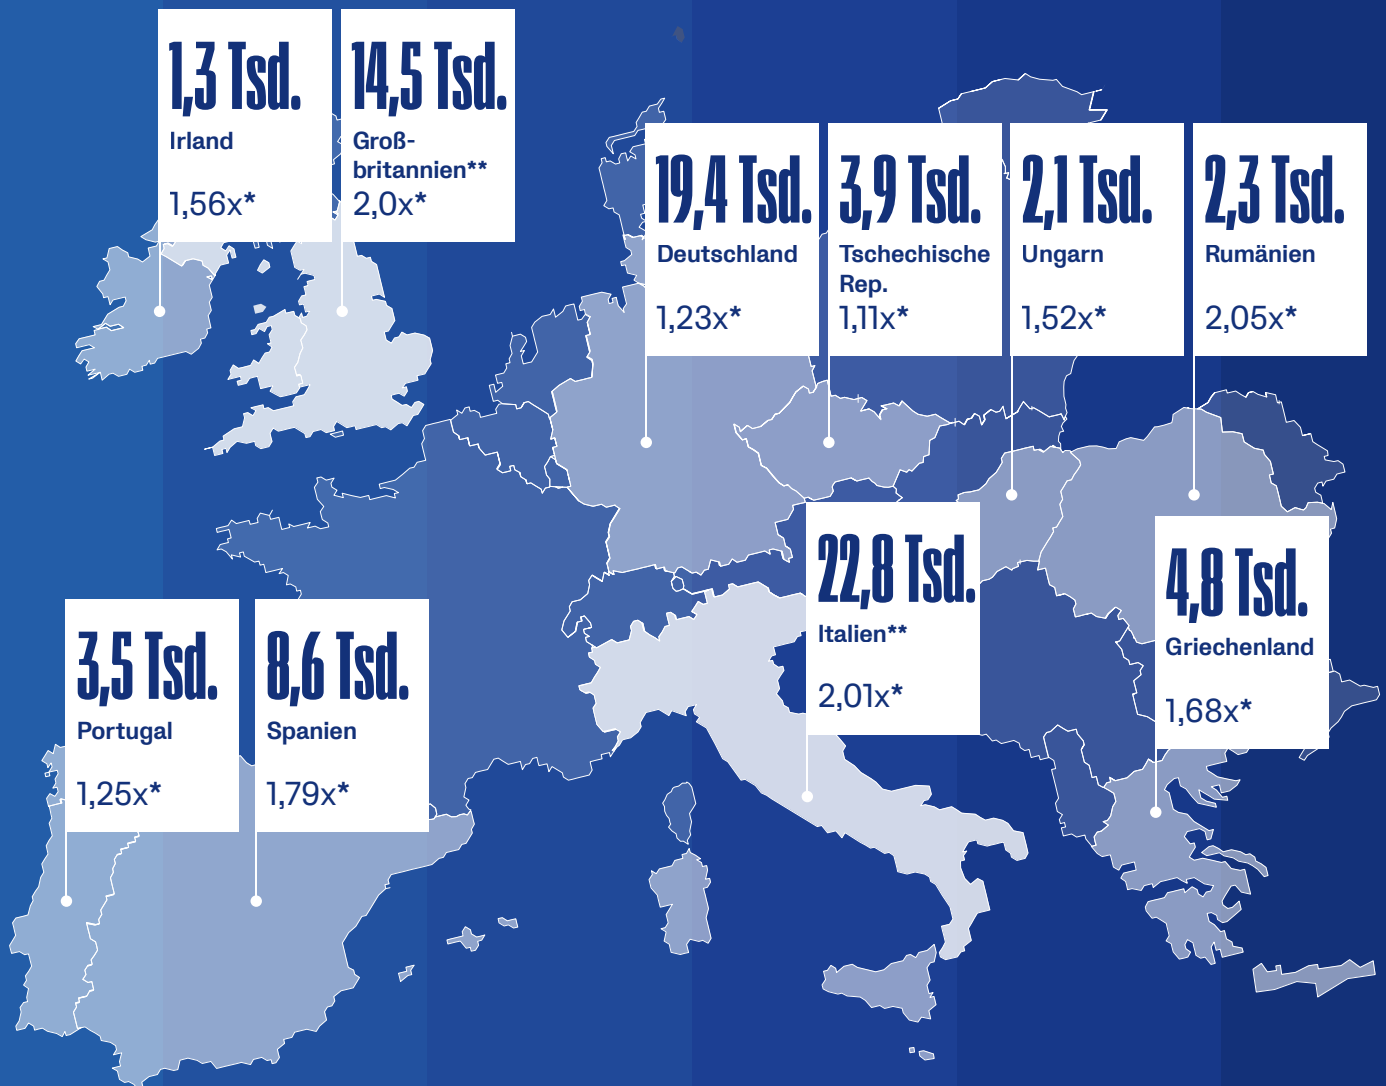 1,3 Tsd.
Irland
1,56x*
14,5 Tsd.
Groß-
britannien**
2,0x*
19,4 Tsd.
Deutschland
1,23x*
3,9 Tsd.
Tschechische
Rep.
1,11x*
2,1 Tsd.
Ungarn
1,52x*
2,3 Tsd.
Rumänien
2,05x*
22,8 Tsd.
Italien**
2,01x*
4,8 Tsd.
Griechenland
1,68x*
3,5 Tsd.
Portugal
1,25x*
8,6 Tsd.
Spanien
1,79x*